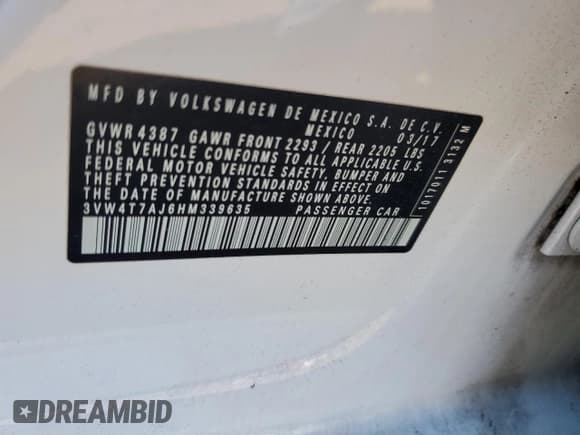 MFD BY VOLKSWAGEN DE MEXICO S.A. DE C.V.
MEXICO 03/17
GVWR 4387 GAWR FRONT 2293 / REAR 2205 LBS
THIS VEHICLE CONFORMS TO ALL APPLICABLE U.S.
FEDERAL MOTOR VEHICLE SAFETY, BUMPER AND
THEFT PREVENTION STANDARDS IN EFFECT ON
THE DATE OF MANUFACTURE SHOWN ABOVE.
3VW4T7AJ6HM339635 PASSENGER CAR
1017011 3132 M
DREAMBID